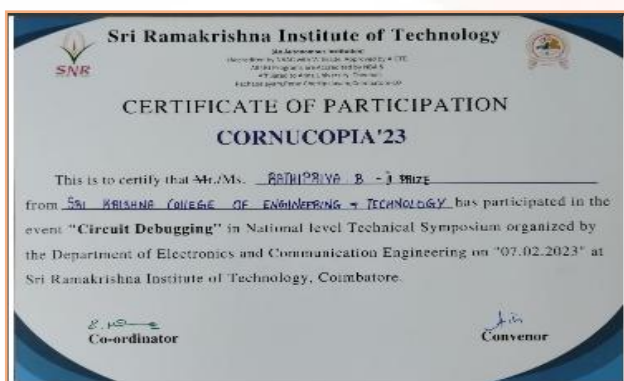 Sri Ramakrishna Institute of Technology
SNR
(An Autonomous Institution)
CERTIFICATE OF PARTICIPATION
CORNUCOPIA'23
This is to certify that Mr./Ms. RATHIPRIYA B - I PRIZE
from SRI KRISHNA COLLEGE OF ENGINEERING + TECHNOLOGY has participated in the
event "Circuit Debugging" in National level Technical Symposium organized by
the Department of Electronics and Communication Engineering on "07.02.2023" at
Sri Ramakrishna Institute of Technology, Coimbatore.
Co-ordinator
Convenor